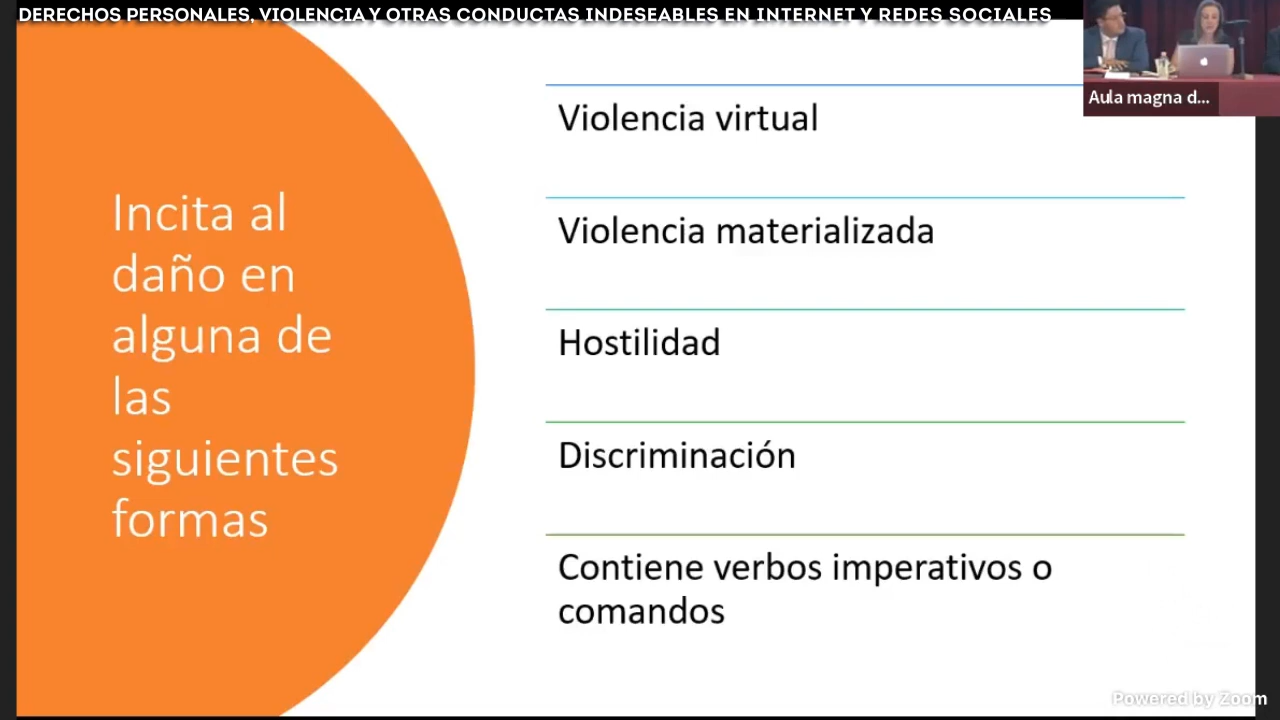 DERECHOS PERSONALES, VIOLENCIA Y OTRAS CONDUCTAS INDESEABLES EN INTERNET Y REDES SOCIALES
Aula magna d...
Incita al
daño en
alguna de
las
siguientes
formas
Violencia virtual
Violencia materializada
Hostilidad
Discriminación
Contiene verbos imperativos o
comandos
Powered by Zoom